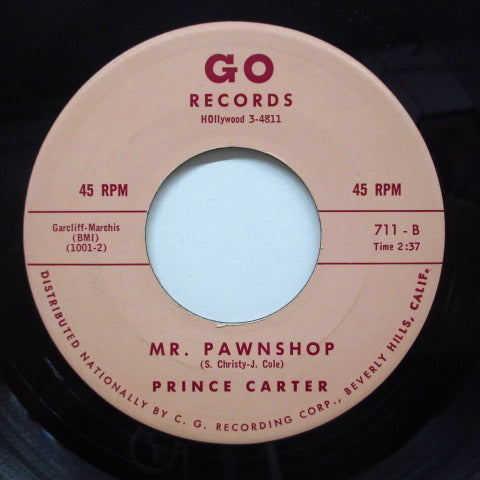 GO
RECORDS
HOllywood 3-4811
45 RPM
45 RPM
Garcliff-Marchis
(BMI)
(1001-2)
711 - B
Time 2:37
MR. PAWNSHOP
(S. Christy-J. Cole)
PRINCE CARTER
DISTRIBUTED NATIONALLY BY C. G. RECORDING CORP., BEVERLY HILLS, CALIF.